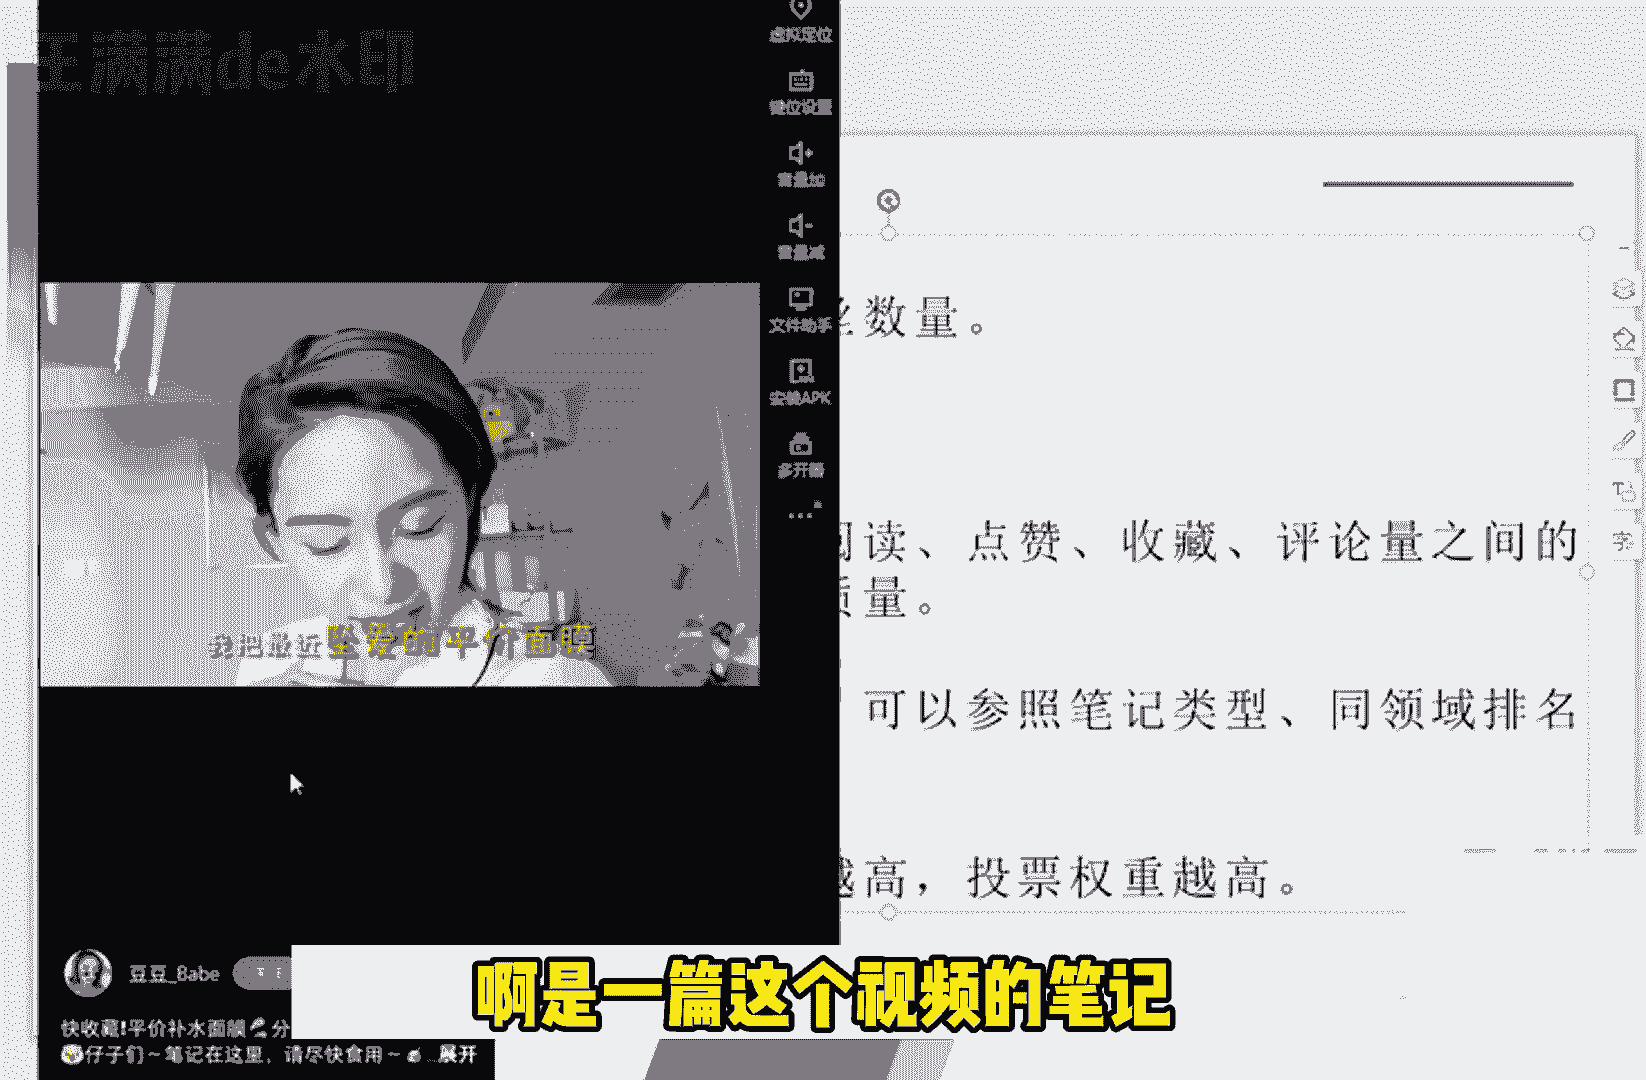 王满满de水印
虚拟定位
键位设置
音量加
音量减
文件助手
安装APK
多开器
数量。
读、点赞、收藏、评论量之间的
质量。
可以参照笔记类型、同领域排名
越高，投票权重越高。
我把最近坠爱的平价面膜
豆豆_Babe
快收藏!平价补水面膜 分
仔子们~笔记在这里，请尽快食用~ ...展开
啊是一篇这个视频的笔记
字